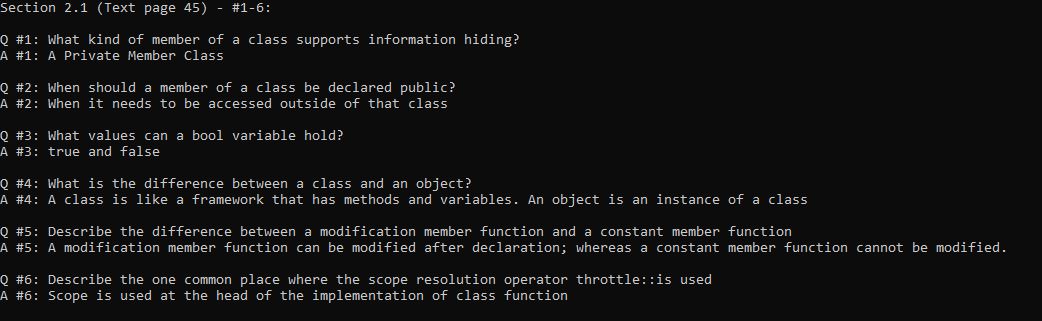 Section 2.1 (Text page 45) - #1-6:
Q #1: What kind of member of a class supports information hiding?
A #1: A Private Member Class
Q #2: When should a member of a class be declared public?
A #2: When it needs to be accessed outside of that class
Q #3: What values can a bool variable hold?
A #3: true and false
Q #4: What is the difference between a class and an object?
A #4: A class is like a framework that has methods and variables. An object is an instance of a class
Q #5: Describe the difference between a modification member function and a constant member function
A #5: A modification member function can be modified after declaration; whereas a constant member function cannot be modified.
Q #6: Describe the one common place where the scope resolution operator throttle::is used
A #6: Scope is used at the head of the implementation of class function